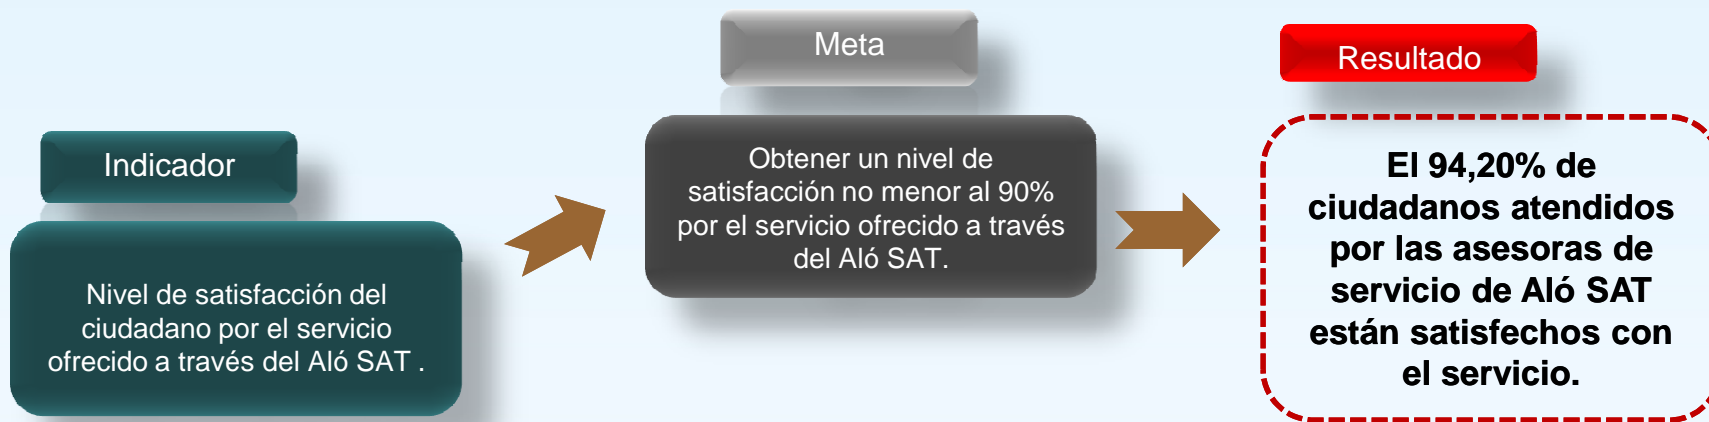 Indicador
Nivel de satisfacción del
ciudadano por el servicio
ofrecido a través del Aló SAT .
Meta
Obtener un nivel de
satisfacción no menor al 90%
por el servicio ofrecido a través
del Aló SAT.
Resultado
El 94,20% de
ciudadanos atendidos
por las asesoras de
servicio de Aló SAT
están satisfechos con
el servicio.